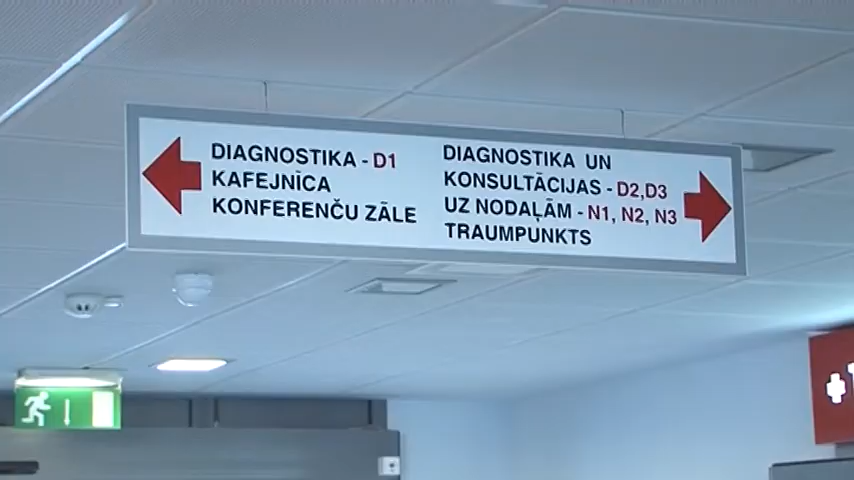 DIAGNOSTIKA - D1
KAFEJNĪCA
KONFERENČU ZĀLE
DIAGNOSTIKA UN
KONSULTĀCIJAS - D2,D3
UZ NODAĻĀM - N1, N2, N3
TRAUMPUNKTS